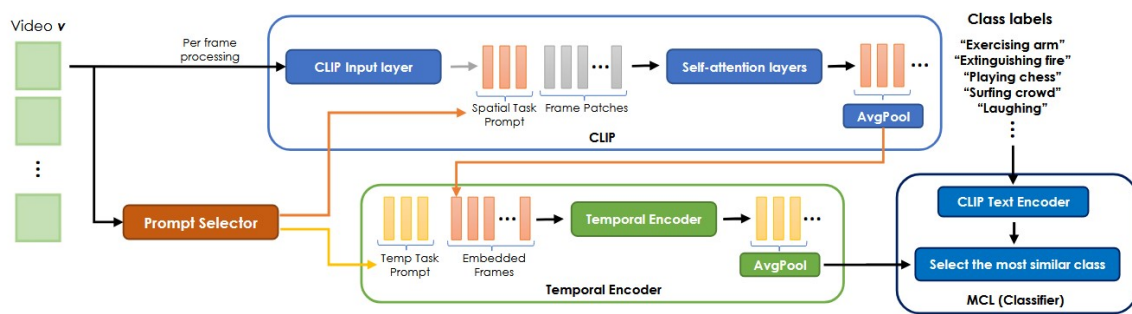 Video v
Per frame
processing
CLIP Input layer
Spatial Task
Prompt
Frame Patches
Self-attention layers
AvgPool
CLIP
Class labels
“Exercising arm”
“Extinguishing fire”
“Playing chess”
“Surfing crowd”
“Laughing”
Prompt Selector
Temp Task
Prompt
Embedded
Frames
Temporal Encoder
AvgPool
Temporal Encoder
CLIP Text Encoder
Select the most similar class
MCL (Classifier)